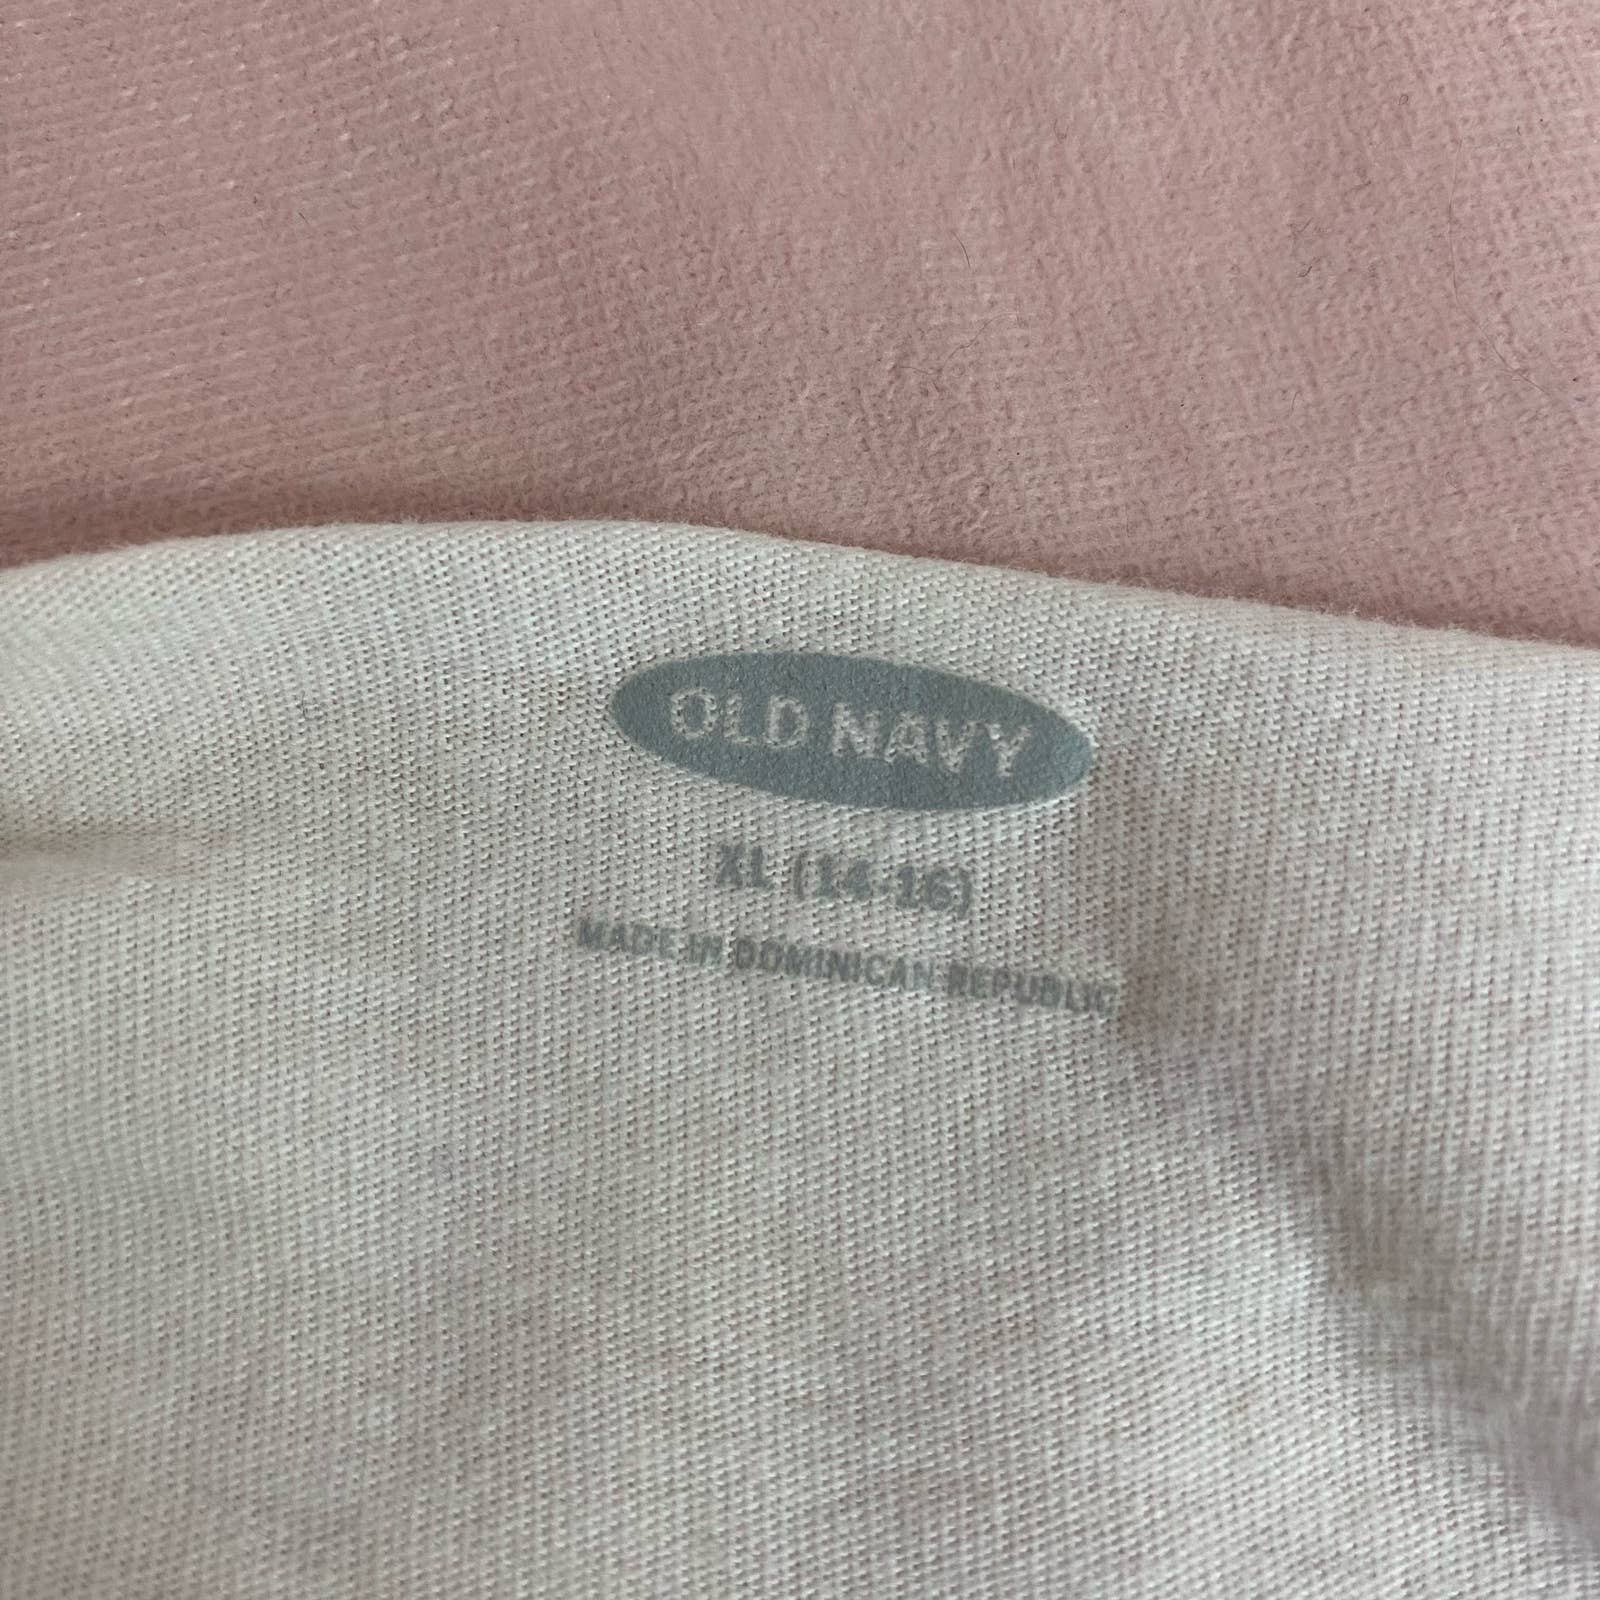 OLD NAVY
XL (14-16)
MADE IN DOMINICAN REPUBLIC